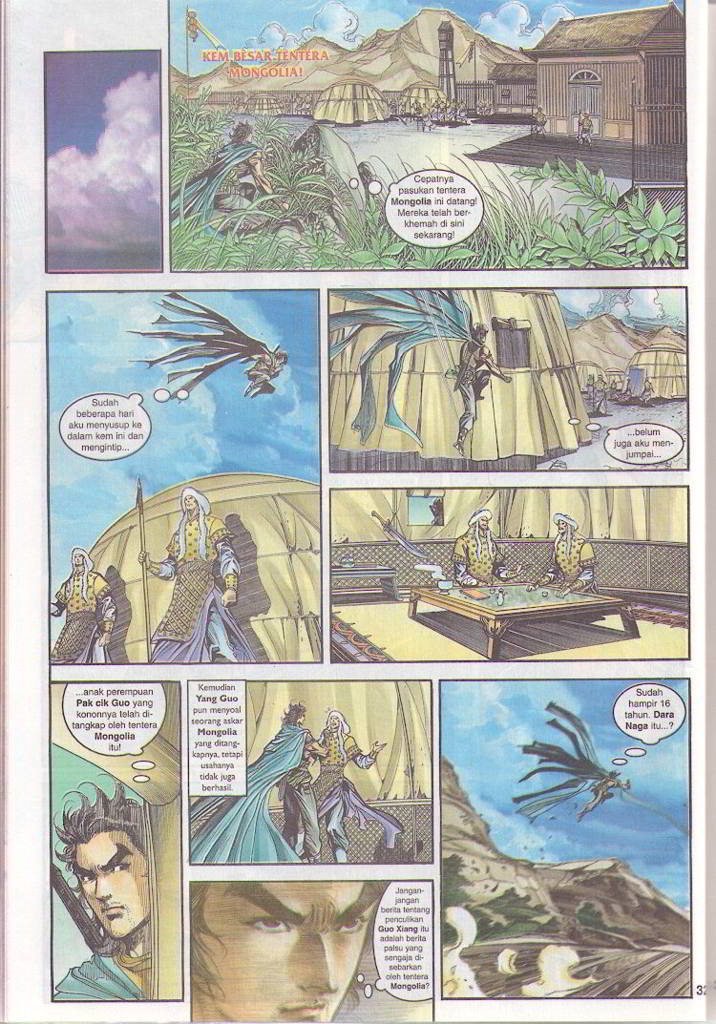 KEM BESAR TENTERA
MONGOLIA!
Cepatnya
pasukan tentera
Mongolia ini datang!
Mereka telah ber-
khemah di sini
sekarang!
Sudah
beberapa hari
aku menyusup ke
dalam kem ini dan
mengintip...
...belum
juga aku men-
jumpai...
...anak perempuan
Pak cik Guo yang
kononnya telah di-
tangkap oleh tentera
Mongolia
itu!
Kemudian
Yang Guo
pun menyoal
seorang askar
Mongolia
yang ditang-
kapnya, tetapi
usahanya
tidak juga
berhasil.
Jangan-
jangan
berita tentang
penculikan
Guo Xiang itu
adalah berita
palsu yang
sengaja di-
sebarkan
oleh tentera
Mongolia?
Sudah
hampir 16
tahun. Dara
Naga itu...?